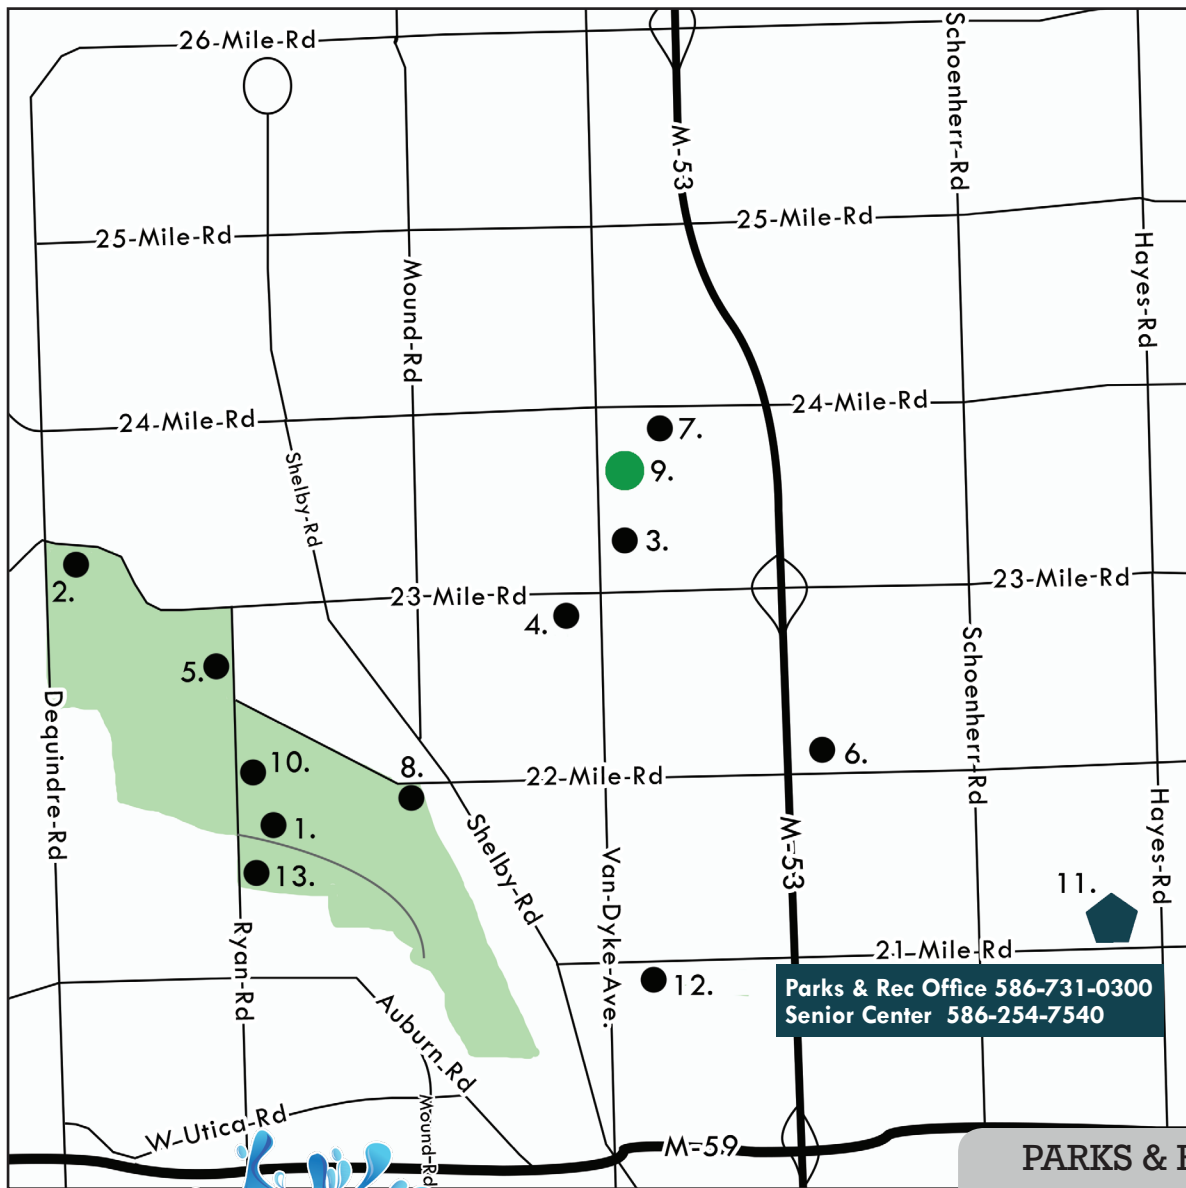 26-Mile-Rd
Schoenherr-Rd
M-53
25-Mile-Rd
25-Mile-Rd
Hayes-Rd
Mound-Rd
24-Mile-Rd
24-Mile-Rd
7.
Shelby-Rd
9.
3.
2.
23-Mile-Rd
23-Mile-Rd
4.
5.
Schoenherr-Rd
Dequindre-Rd
6.
10.
8.
22-Mile-Rd
1.
Shelby-Rd
M-53
Hayes-Rd
13.
Van-Dyke-Ave.
11.
Ryan-Rd
21-Mile-Rd
12.
Parks & Rec Office 586-731-0300
Senior Center 586-254-7540
Auburn-Rd
W-Utica-Rd
Mound-Rd
M-59
PARKS &